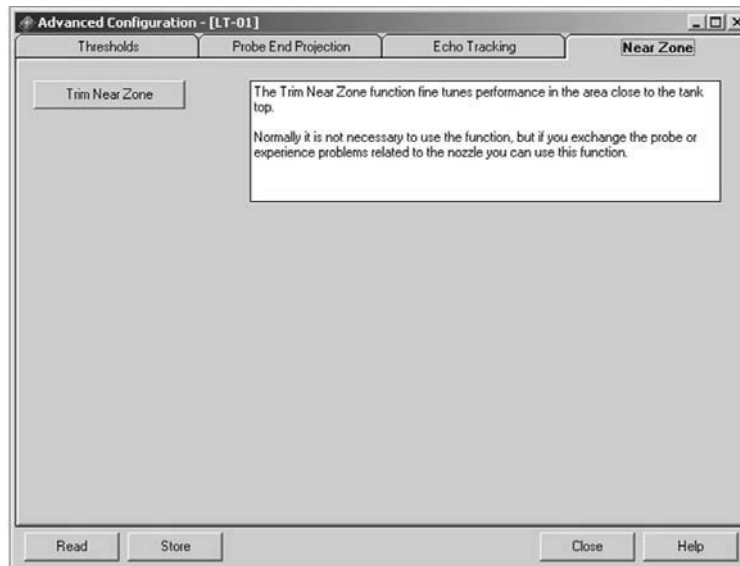 Advanced Configuration - [LT-01]
Thresholds
Probe End Projection
Echo Tracking
Near Zone
Trim Near Zone
The Trim Near Zone function fine tunes performance in the area close to the tank
top.
Normally it is not necessary to use the function, but if you exchange the probe or
experience problems related to the nozzle you can use this function.
Read
Store
Close
Help